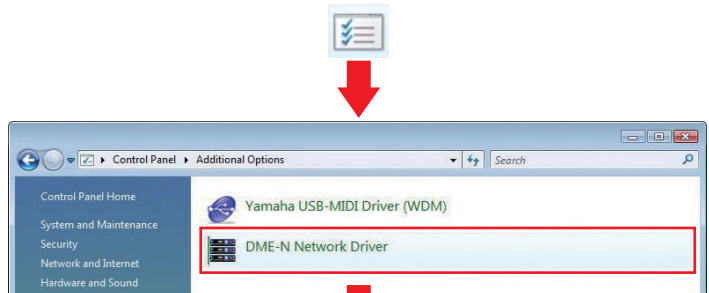 Control Panel ▸ Additional Options
Search
Control Panel Home
System and Maintenance
Security
Network and Internet
Hardware and Sound
Yamaha USB-MIDI Driver (WDM)
DME-N Network Driver